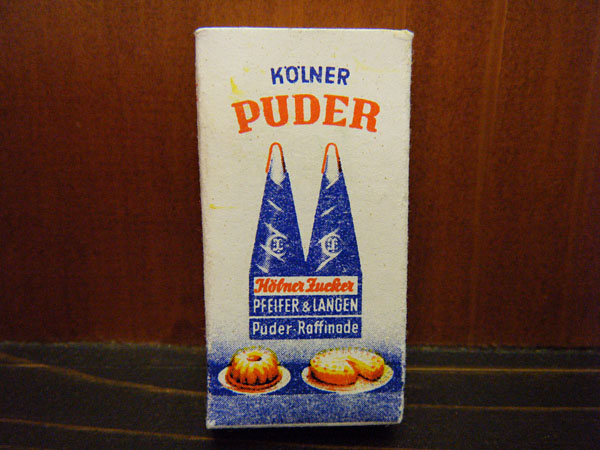 KÖLNER
PUDER
Kölner Zucker
PFEIFER & LANGEN
Puder-Raffinade